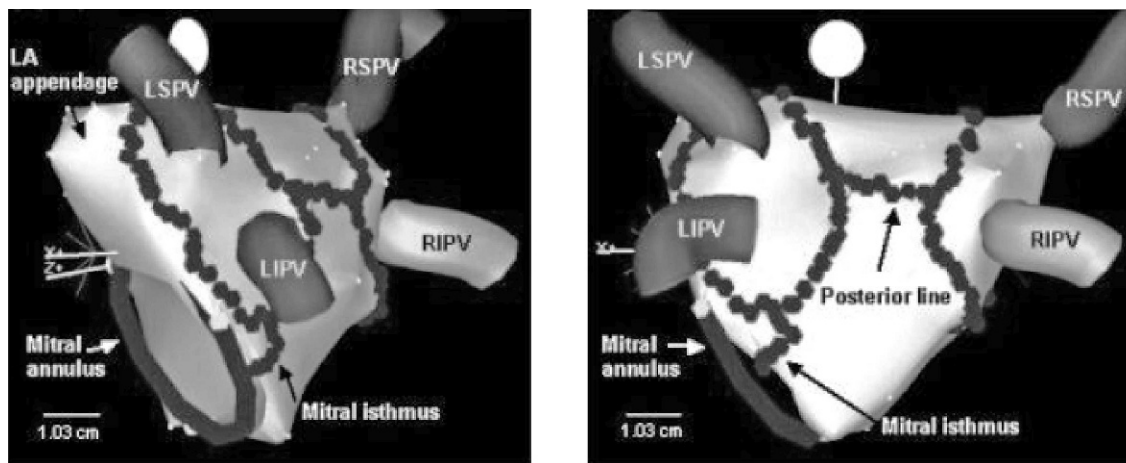 LA
appendage
LSPV
RSPV
LIPV
RIPV
Mitral
annulus
Mitral isthmus
1.03 cm
LSPV
RSPV
LIPV
RIPV
Posterior line
Mitral
annulus
Mitral isthmus
1.03 cm